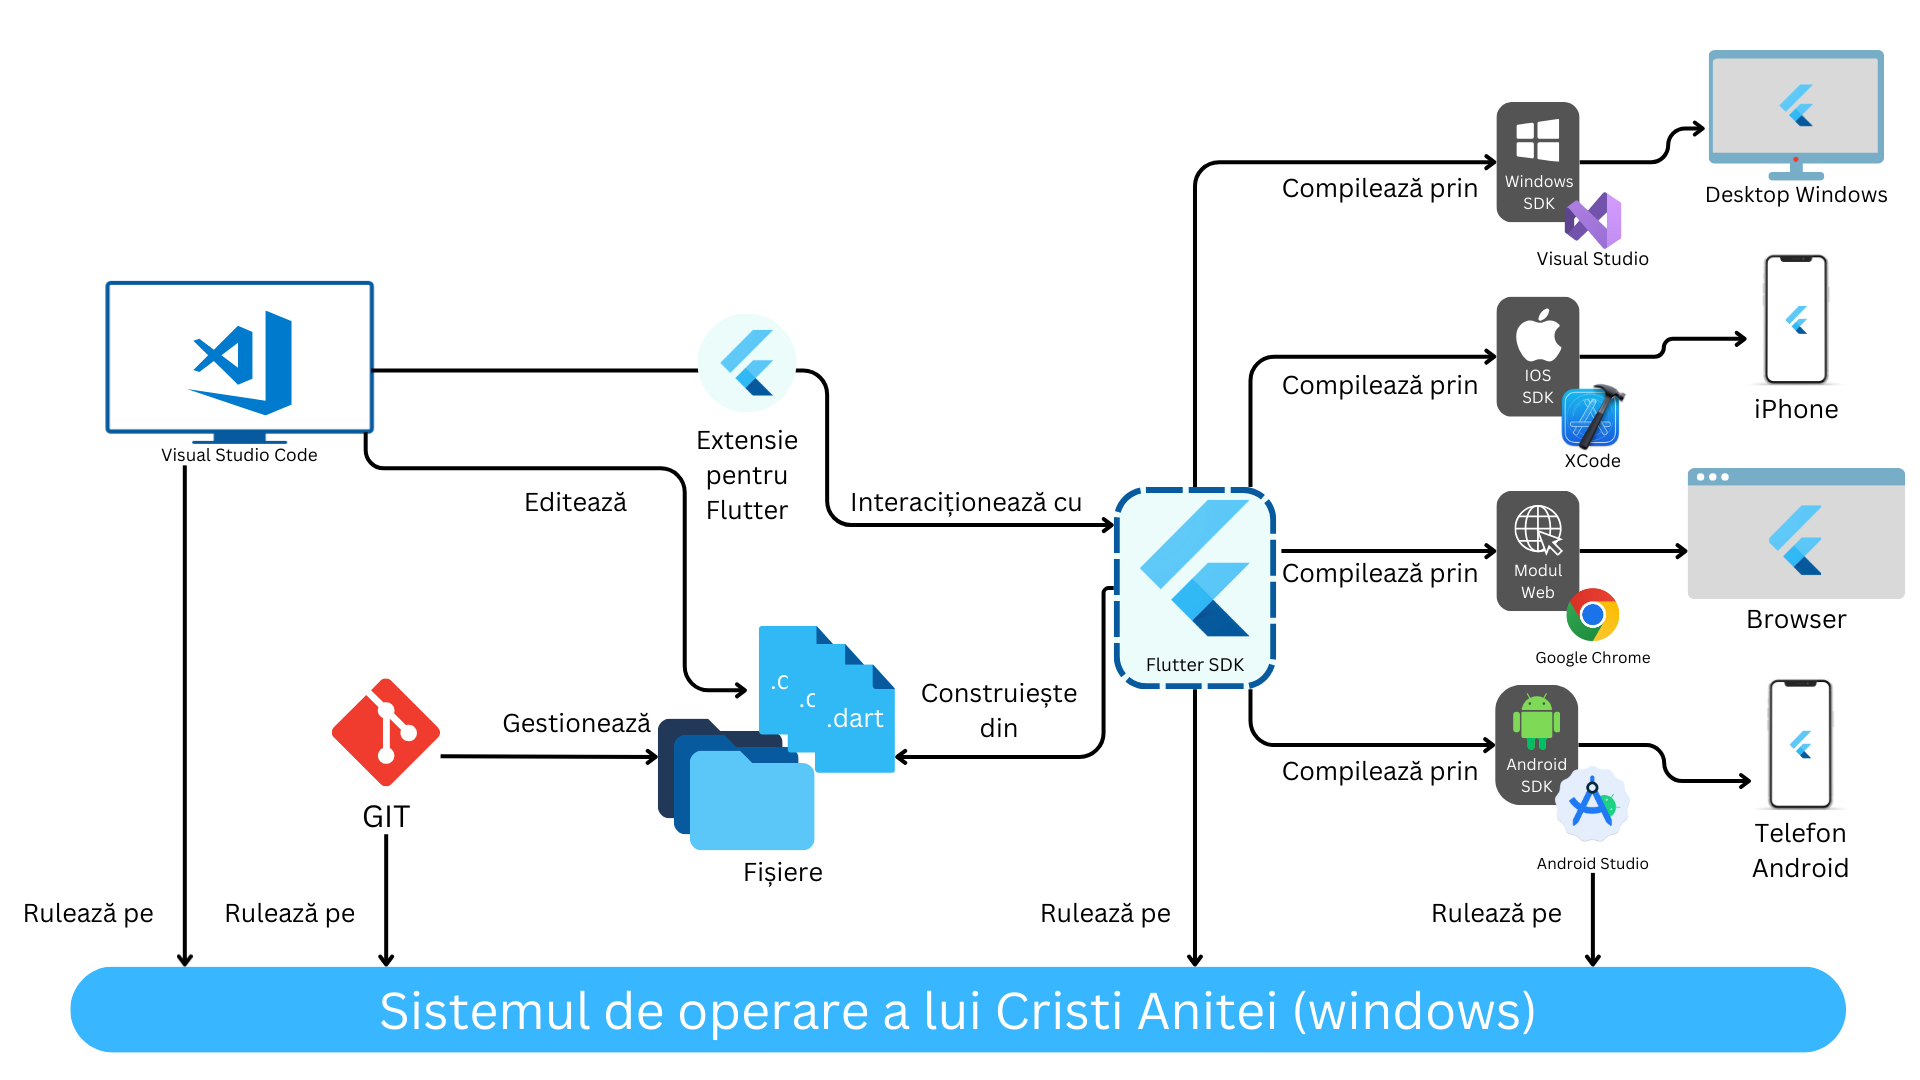 Windows
SDK
Compilează prin
Desktop Windows
Visual Studio
IOS
SDK
Compilează prin
iPhone
XCode
Visual Studio Code
Extensie
pentru
Flutter
Editează
Interaciționează cu
Modul
Web
Compilează prin
Browser
Google Chrome
Flutter SDK
.c
.c
.dart
Construiește
din
Gestionează
GIT
Fișiere
Android
SDK
Compilează prin
Telefon
Android
Android Studio
Rulează pe
Rulează pe
Rulează pe
Rulează pe
Sistemul de operare a lui Cristi Anitei (windows)